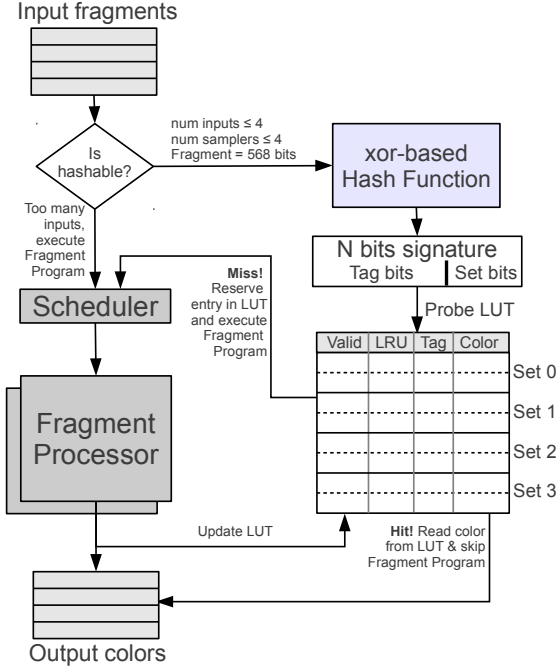 Input fragments
Is
hashable?
num inputs ≤ 4
num samplers ≤ 4
Fragment = 568 bits
xor-based
Hash Function
Too many
inputs,
execute
Fragment
Program
N bits signature
Tag bits
Set bits
Miss!
Reserve
entry in LUT
and execute
Fragment
Program
Scheduler
Probe LUT
Valid LRU Tag Color
Set 0
Set 1
Set 2
Set 3
Fragment
Processor
Update LUT
Hit! Read color
from LUT & skip
Fragment Program
Output colors